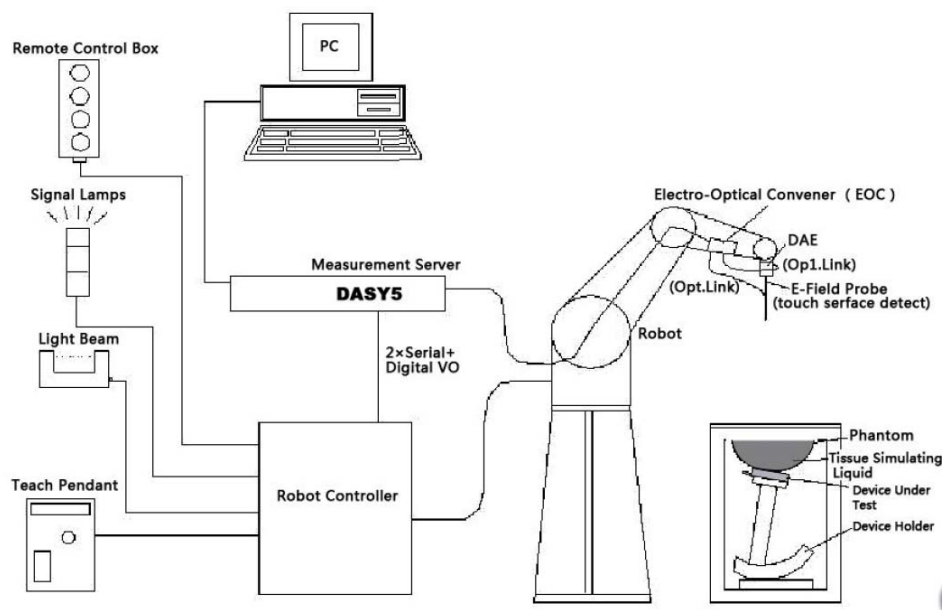 PC
Remote Control Box
Signal Lamps
Electro-Optical Convener （EOC）
DAE
(Op1.Link)
(Opt.Link)
E-Field Probe
(touch serface detect)
Measurement Server
DASY5
Robot
Light Beam
2×Serial+
Digital VO
Phantom
Tissue Simulating
Liquid
Teach Pendant
Robot Controller
Device Under
Test
Device Holder